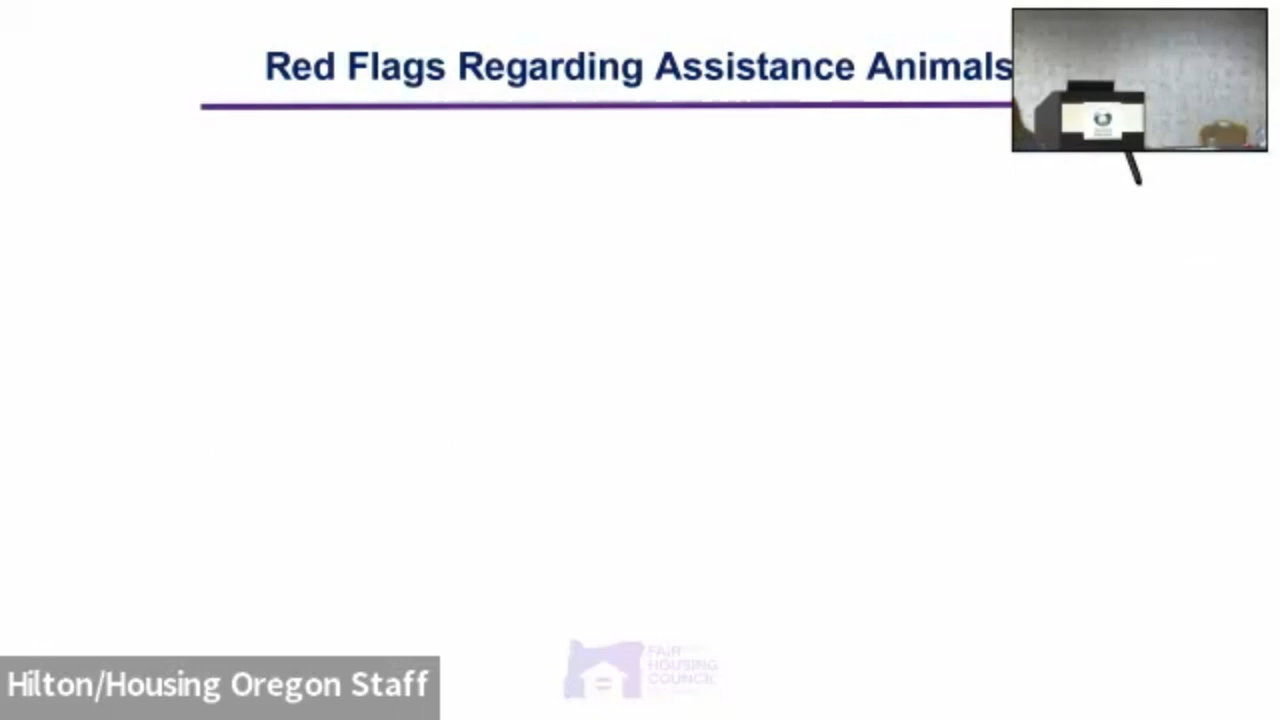 Red Flags Regarding Assistance Animals
FAIR
HOUSING
COUNCIL
Hilton/Housing Oregon Staff